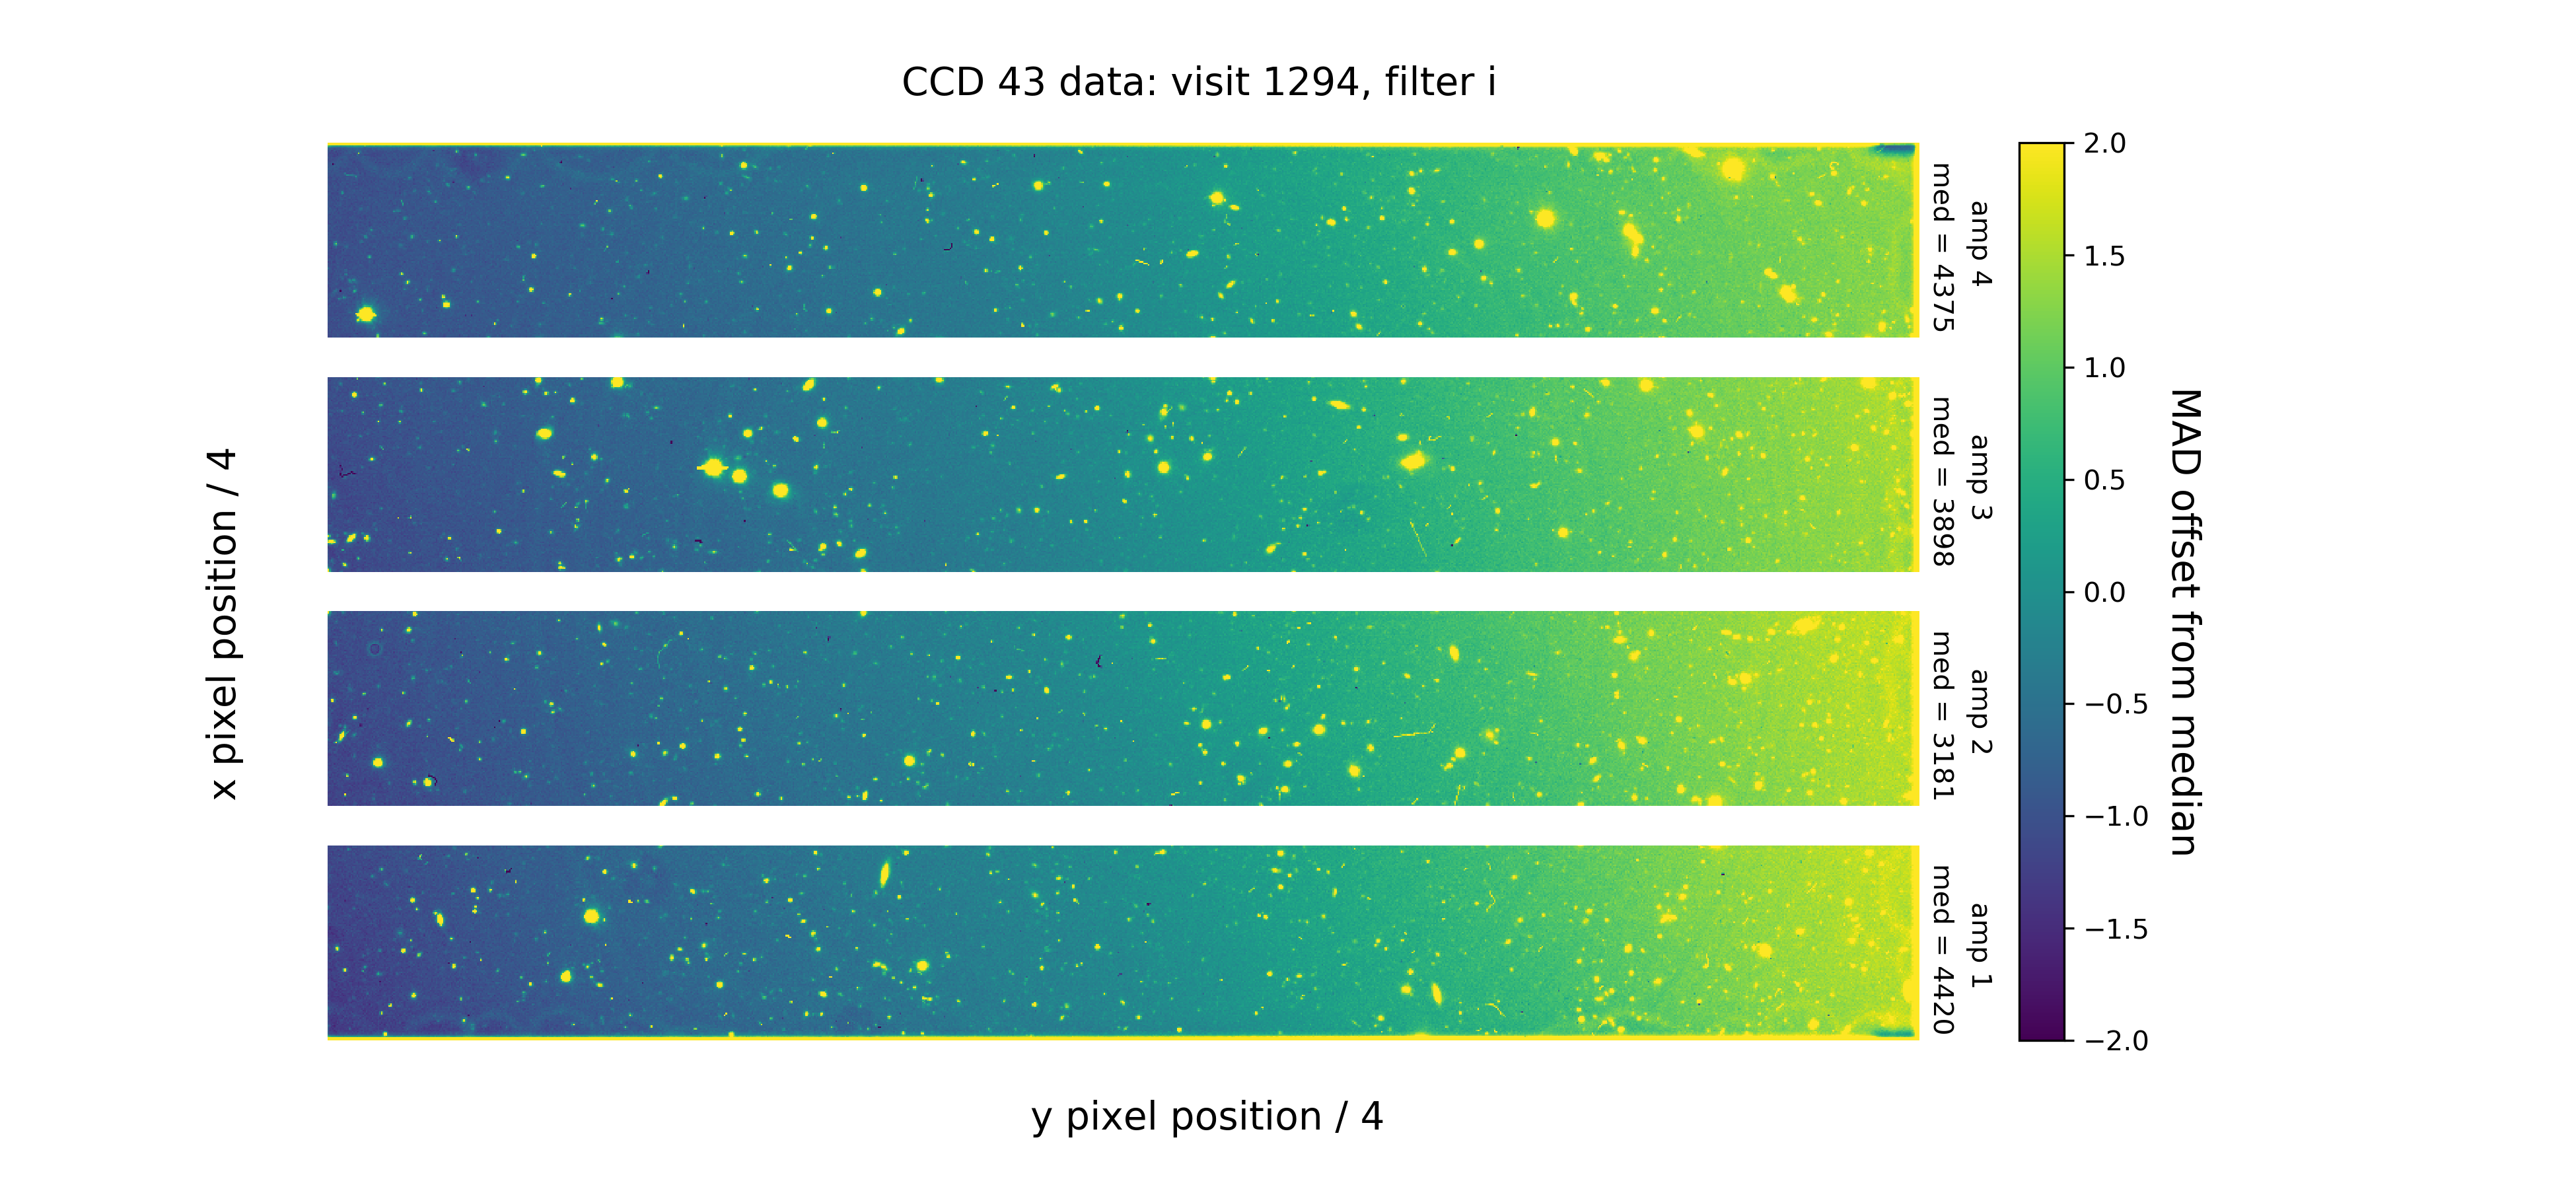 CCD 43 data: visit 1294, filter i
x pixel position / 4
amp 4
med = 4375
amp 3
med = 3898
amp 2
med = 3181
amp 1
med = 4420
y pixel position / 4
2.0
1.5
1.0
0.5
0.0
−0.5
−1.0
−1.5
−2.0
MAD offset from median